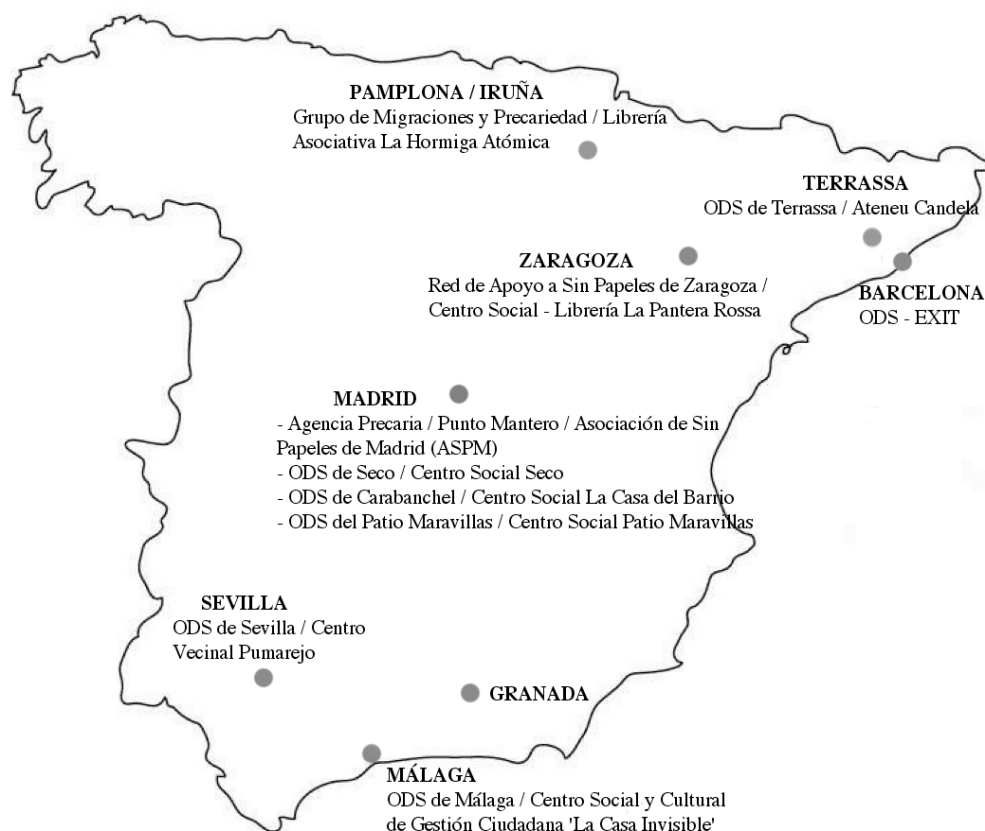 PAMPLONA / IRUÑA
Grupo de Migraciones y Precariedad / Librería
Asociativa La Hormiga Atómica
TERRASSA
ODS de Terrassa / Ateneu Candela
ZARAGOZA
Red de Apoyo a Sin Papeles de Zaragoza /
Centro Social - Librería La Pantera Rossa
BARCELONA
ODS - EXIT
MADRID
- Agencia Precaria / Punto Mantero / Asociación de Sin
Papeles de Madrid (ASPM)
- ODS de Seco / Centro Social Seco
- ODS de Carabanchel / Centro Social La Casa del Barrio
- ODS del Patio Maravillas / Centro Social Patio Maravillas
SEVILLA
ODS de Sevilla / Centro
Vecinal Pumarejo
GRANADA
MÁLAGA
ODS de Málaga / Centro Social y Cultural
de Gestión Ciudadana 'La Casa Invisible'